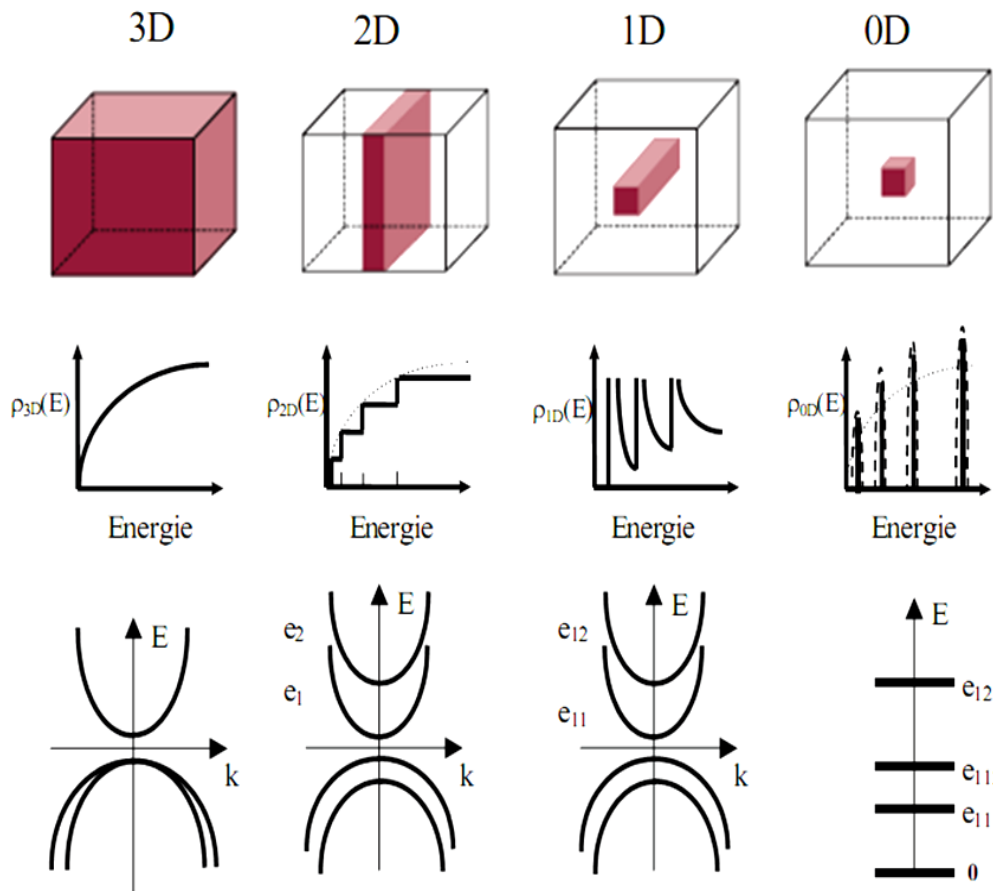 3D 2D 1D 0D
ρ3D(E) ρ2D(E) ρ1D(E) ρ0D(E)
Energie Energie Energie Energie
E e2 E e12 E E
e1 e11 e12
k k k e11
e11
0